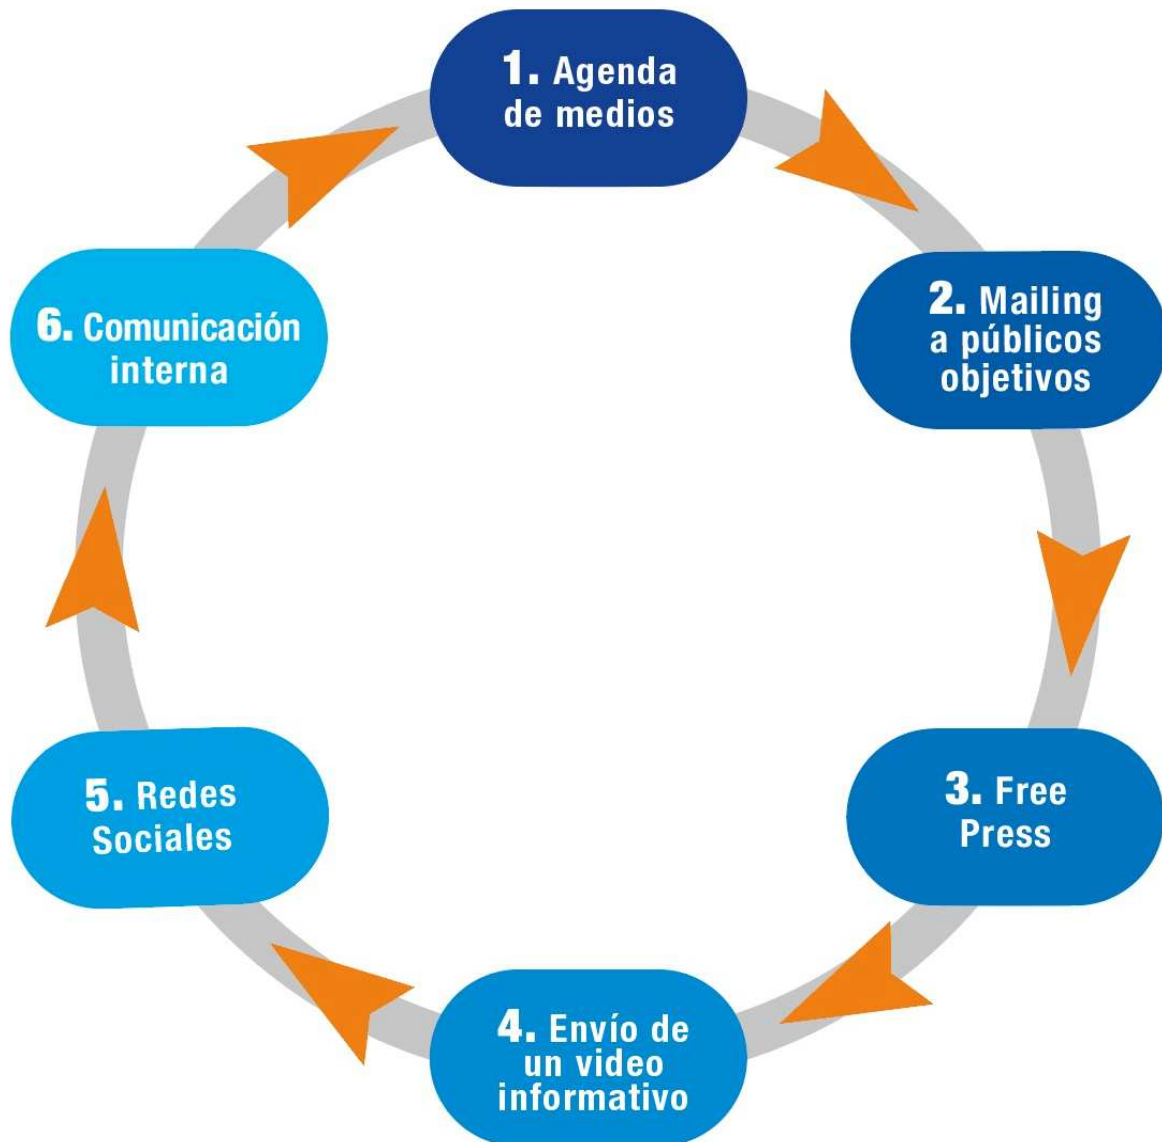 1. Agenda
de medios
2. Mailing
a públicos
objetivos
3. Free
Press
4. Envío de
un video
informativo
5. Redes
Sociales
6. Comunicación
interna